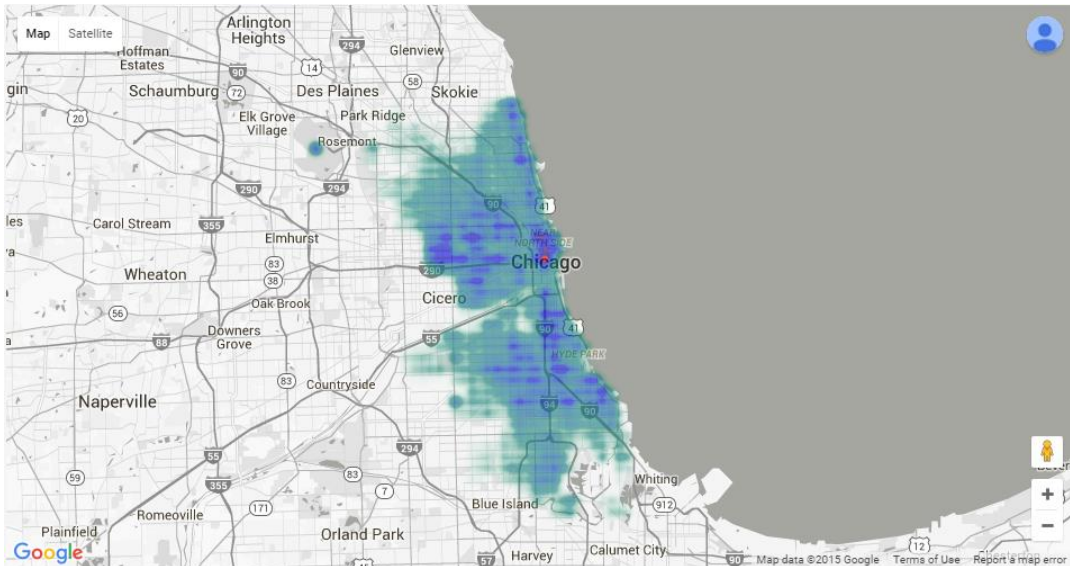 Map Satellite
Arlington
Heights
294
Glenview
Hoffman
Estates
90
14
58
gin
Schaumburg
72
Des Plaines
Skokie
20
Elk Grove
Village
Park Ridge
Rosemont
290
294
90
41
les
Carol Stream
355
Elmhurst
NEAR
NORTH SIDE
83
Chicago
Wheaton
290
38
Oak Brook
Cicero
56
Downers
Grove
55
90
41
88
HYDE PARK
83
Countryside
Naperville
94
90
294
55
83
59
355
7
Whiting
171
Blue Island
912
Romeoville
Plainfield
Orland Park
Harvey
Calumet City
57
90
12
Google
Map data ©2015 Google Terms of Use Report a map error